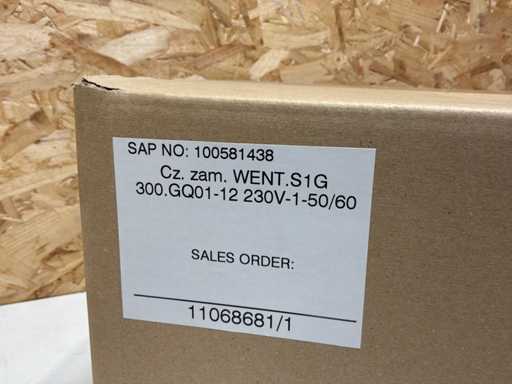 SAP NO: 100581438
Cz. zam. WENT.S1G
300.GQ01-12 230V-1-50/60
SALES ORDER:
11068681/1